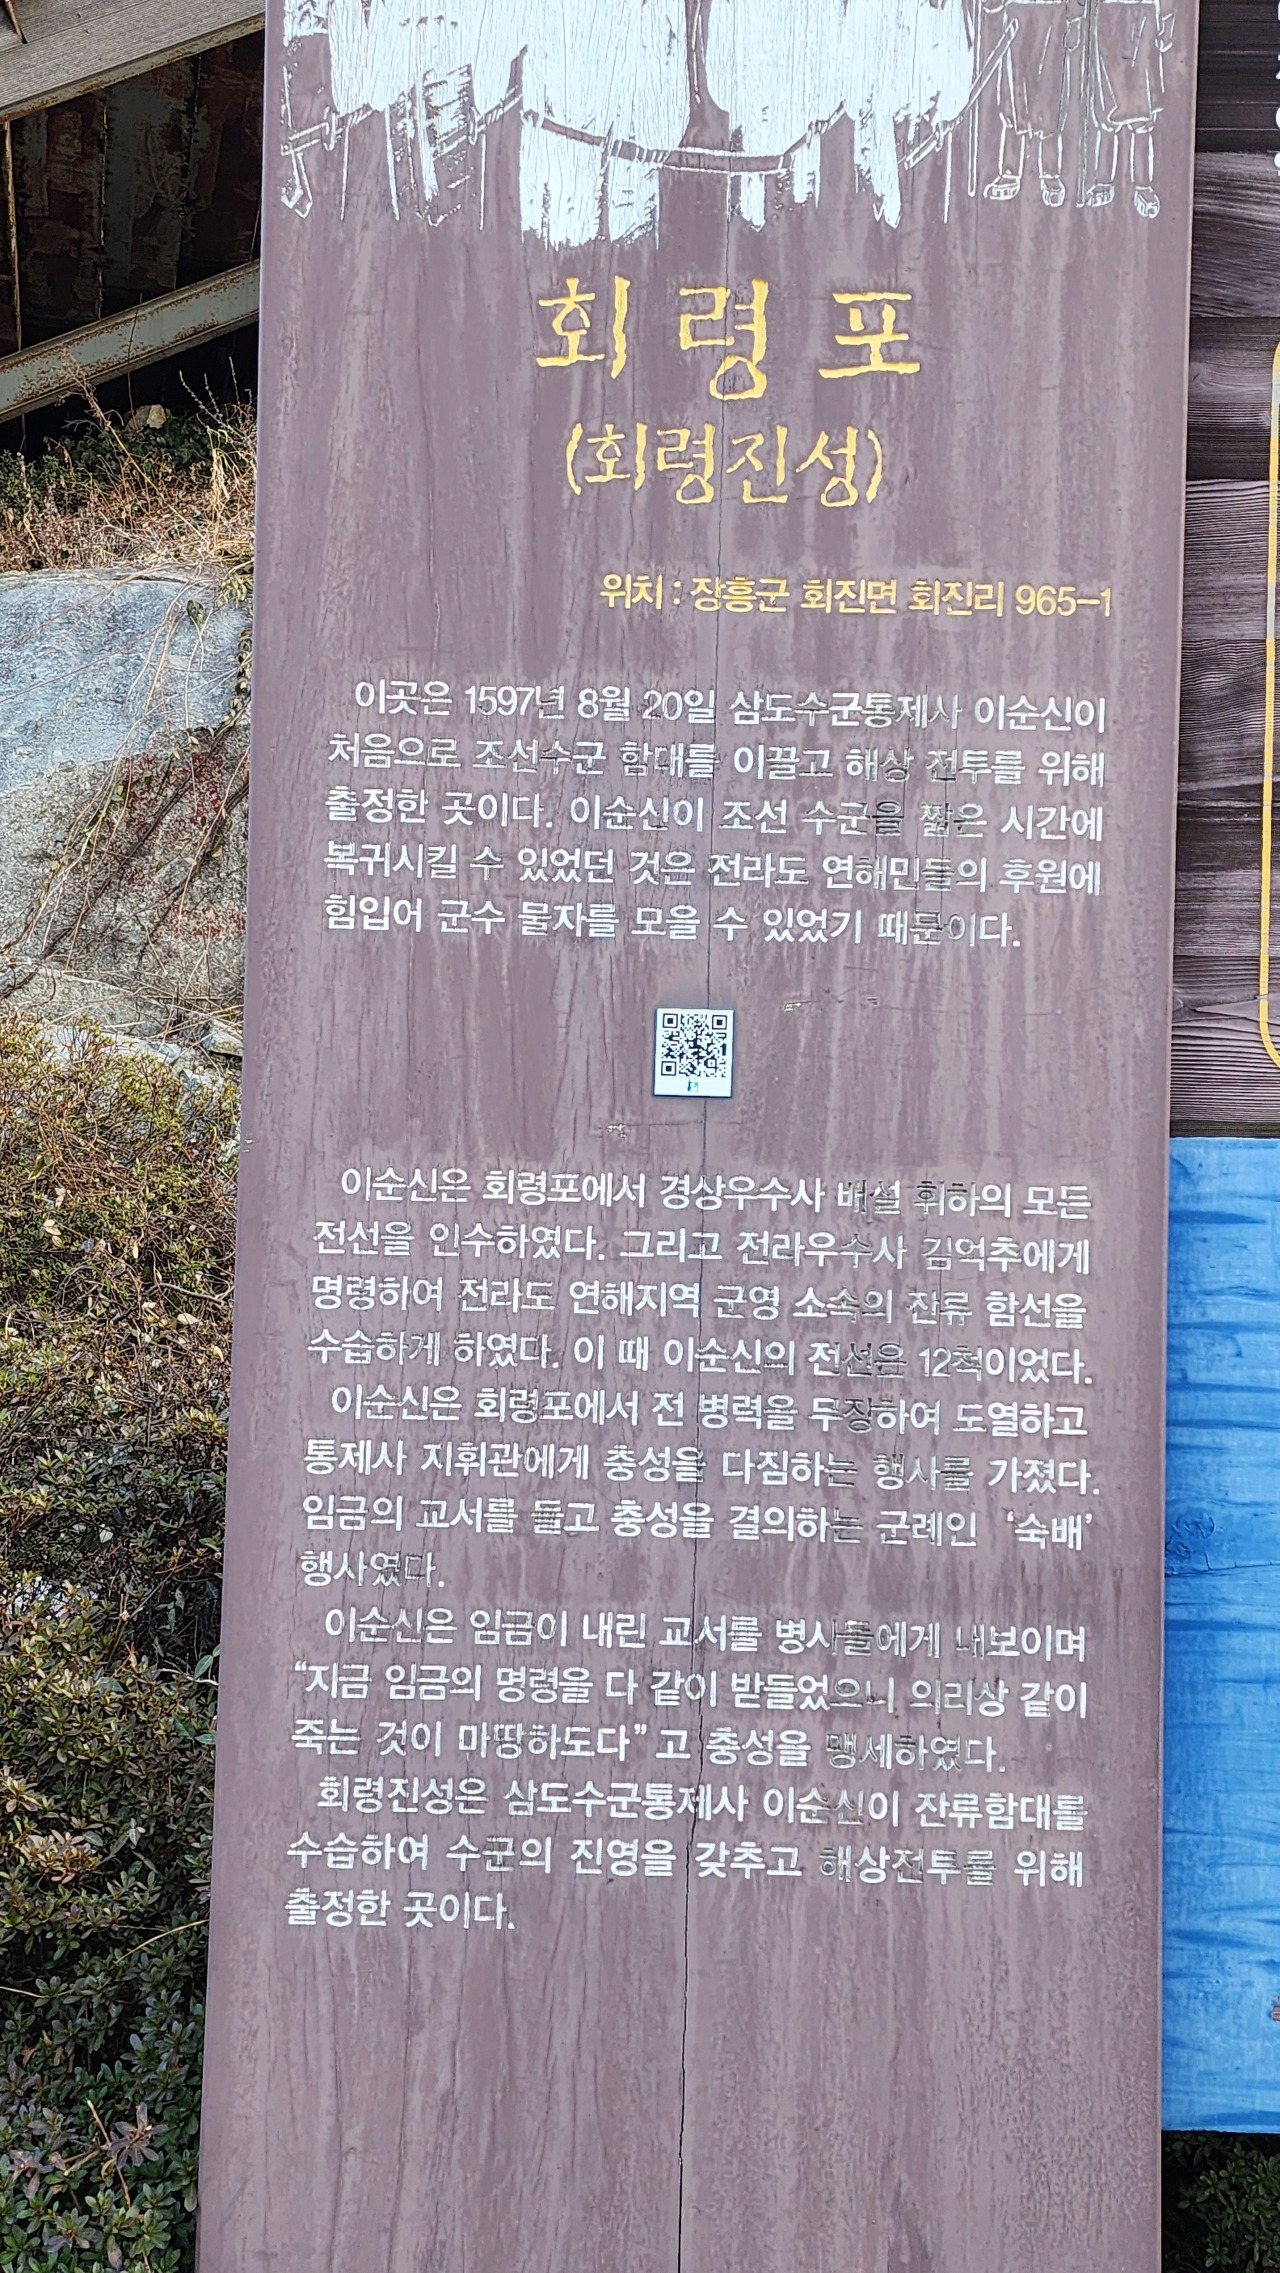 회령포
(회령진성)
위치 : 장흥군 회진면 회진리 965-1
이곳은 1597년 8월 20일 삼도수군통제사 이순신이
처음으로 조선수군 함대를 이끌고 해상 전투를 위해
출정한 곳이다. 이순신이 조선 수군을 짧은 시간에
복귀시킬 수 있었던 것은 전라도 연해민들의 후원에
힘입어 군수 물자를 모을 수 있었기 때문이다.
이순신은 회령포에서 경상우수사 배설 휘하의 모든
전선을 인수하였다. 그리고 전라우수사 김억추에게
명령하여 전라도 연해지역 군영 소속의 잔류 함선을
수습하게 하였다. 이 때 이순신의 전선은 12척이었다.
이순신은 회령포에서 전 병력을 무장하여 도열하고
통제사 지휘관에게 충성을 다짐하는 행사를 가졌다.
임금의 교서를 들고 충성을 결의하는 군례인 ‘숙배’
행사였다.
이순신은 임금이 내린 교서를 병사들에게 내보이며
“지금 임금의 명령을 다 같이 받들었으니 의리상 같이
죽는 것이 마땅하도다”고 충성을 맹세하였다.
회령진성은 삼도수군통제사 이순신이 잔류함대를
수습하여 수군의 진영을 갖추고 해상전투를 위해
출정한 곳이다.